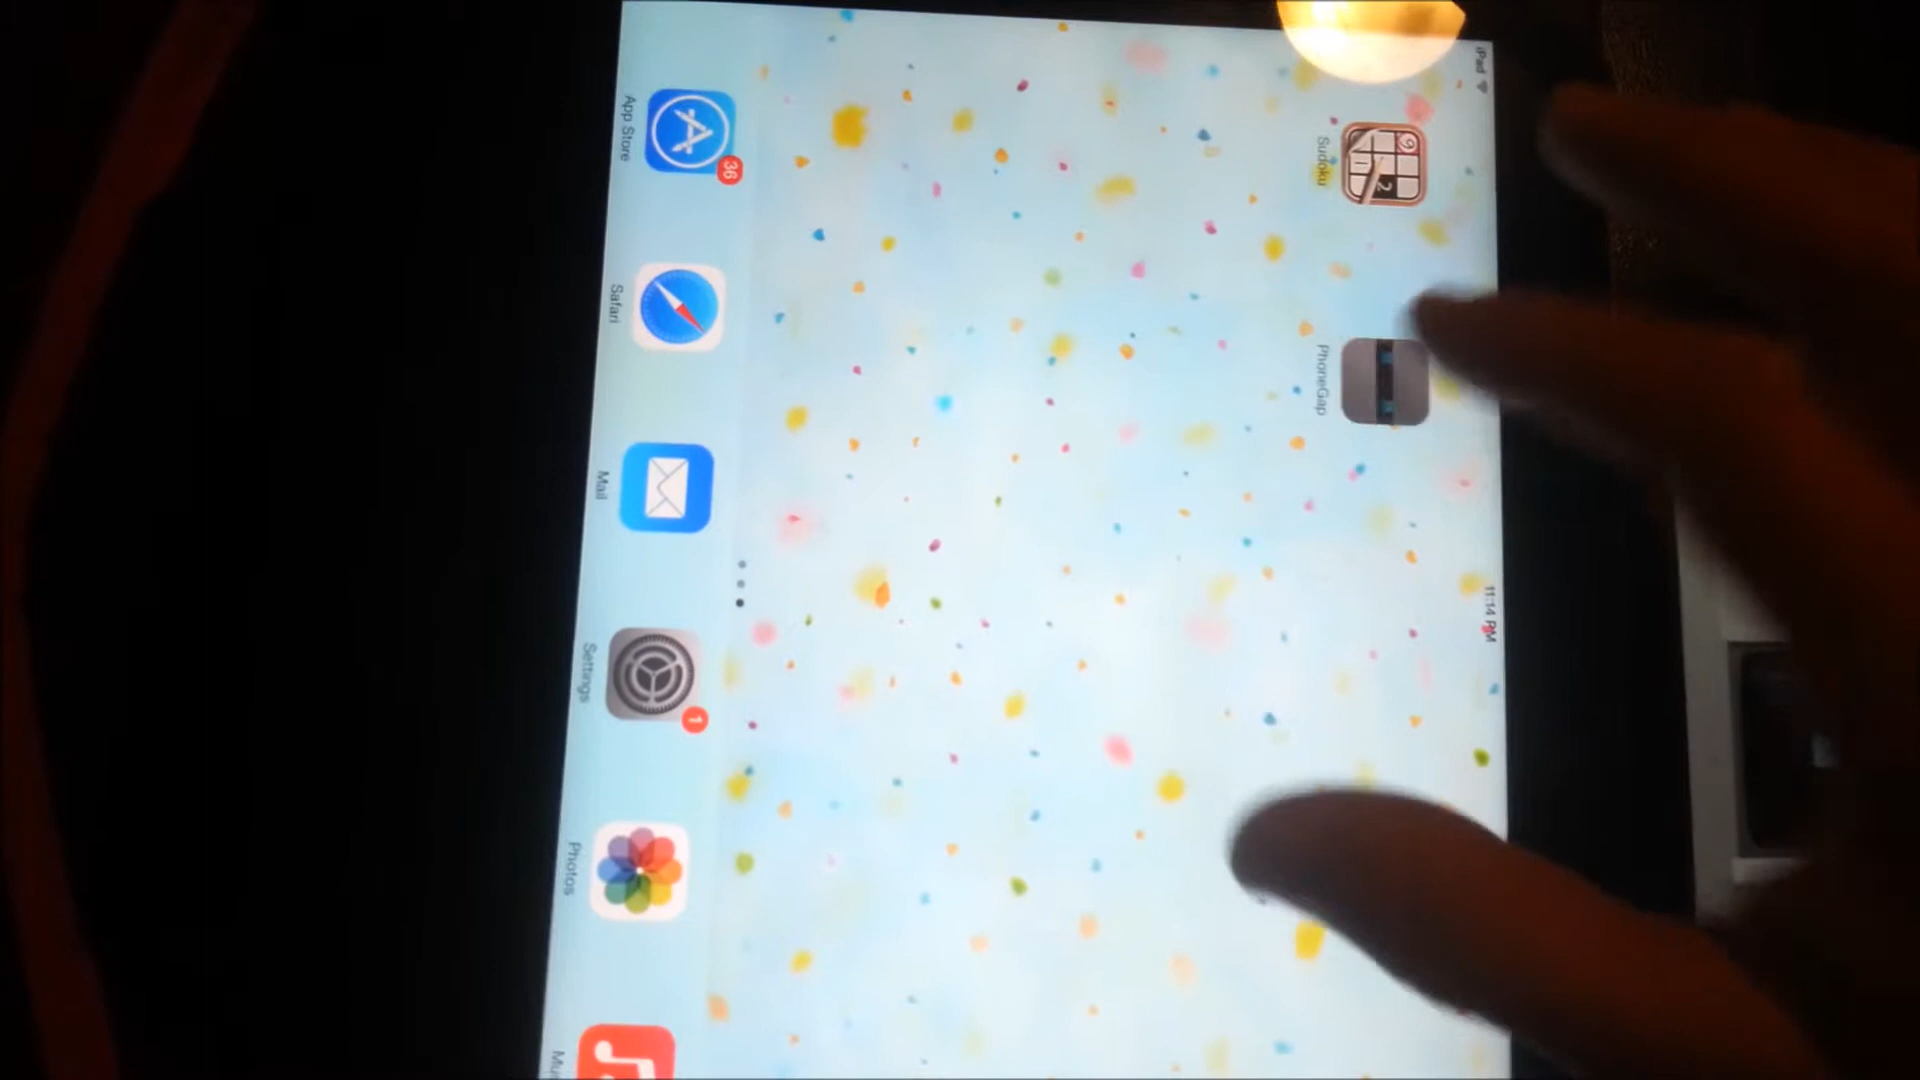 iPad
11:14 PM
Sudoku
PhoneGap
App Store
36
Safari
Mail
Settings
1
Photos